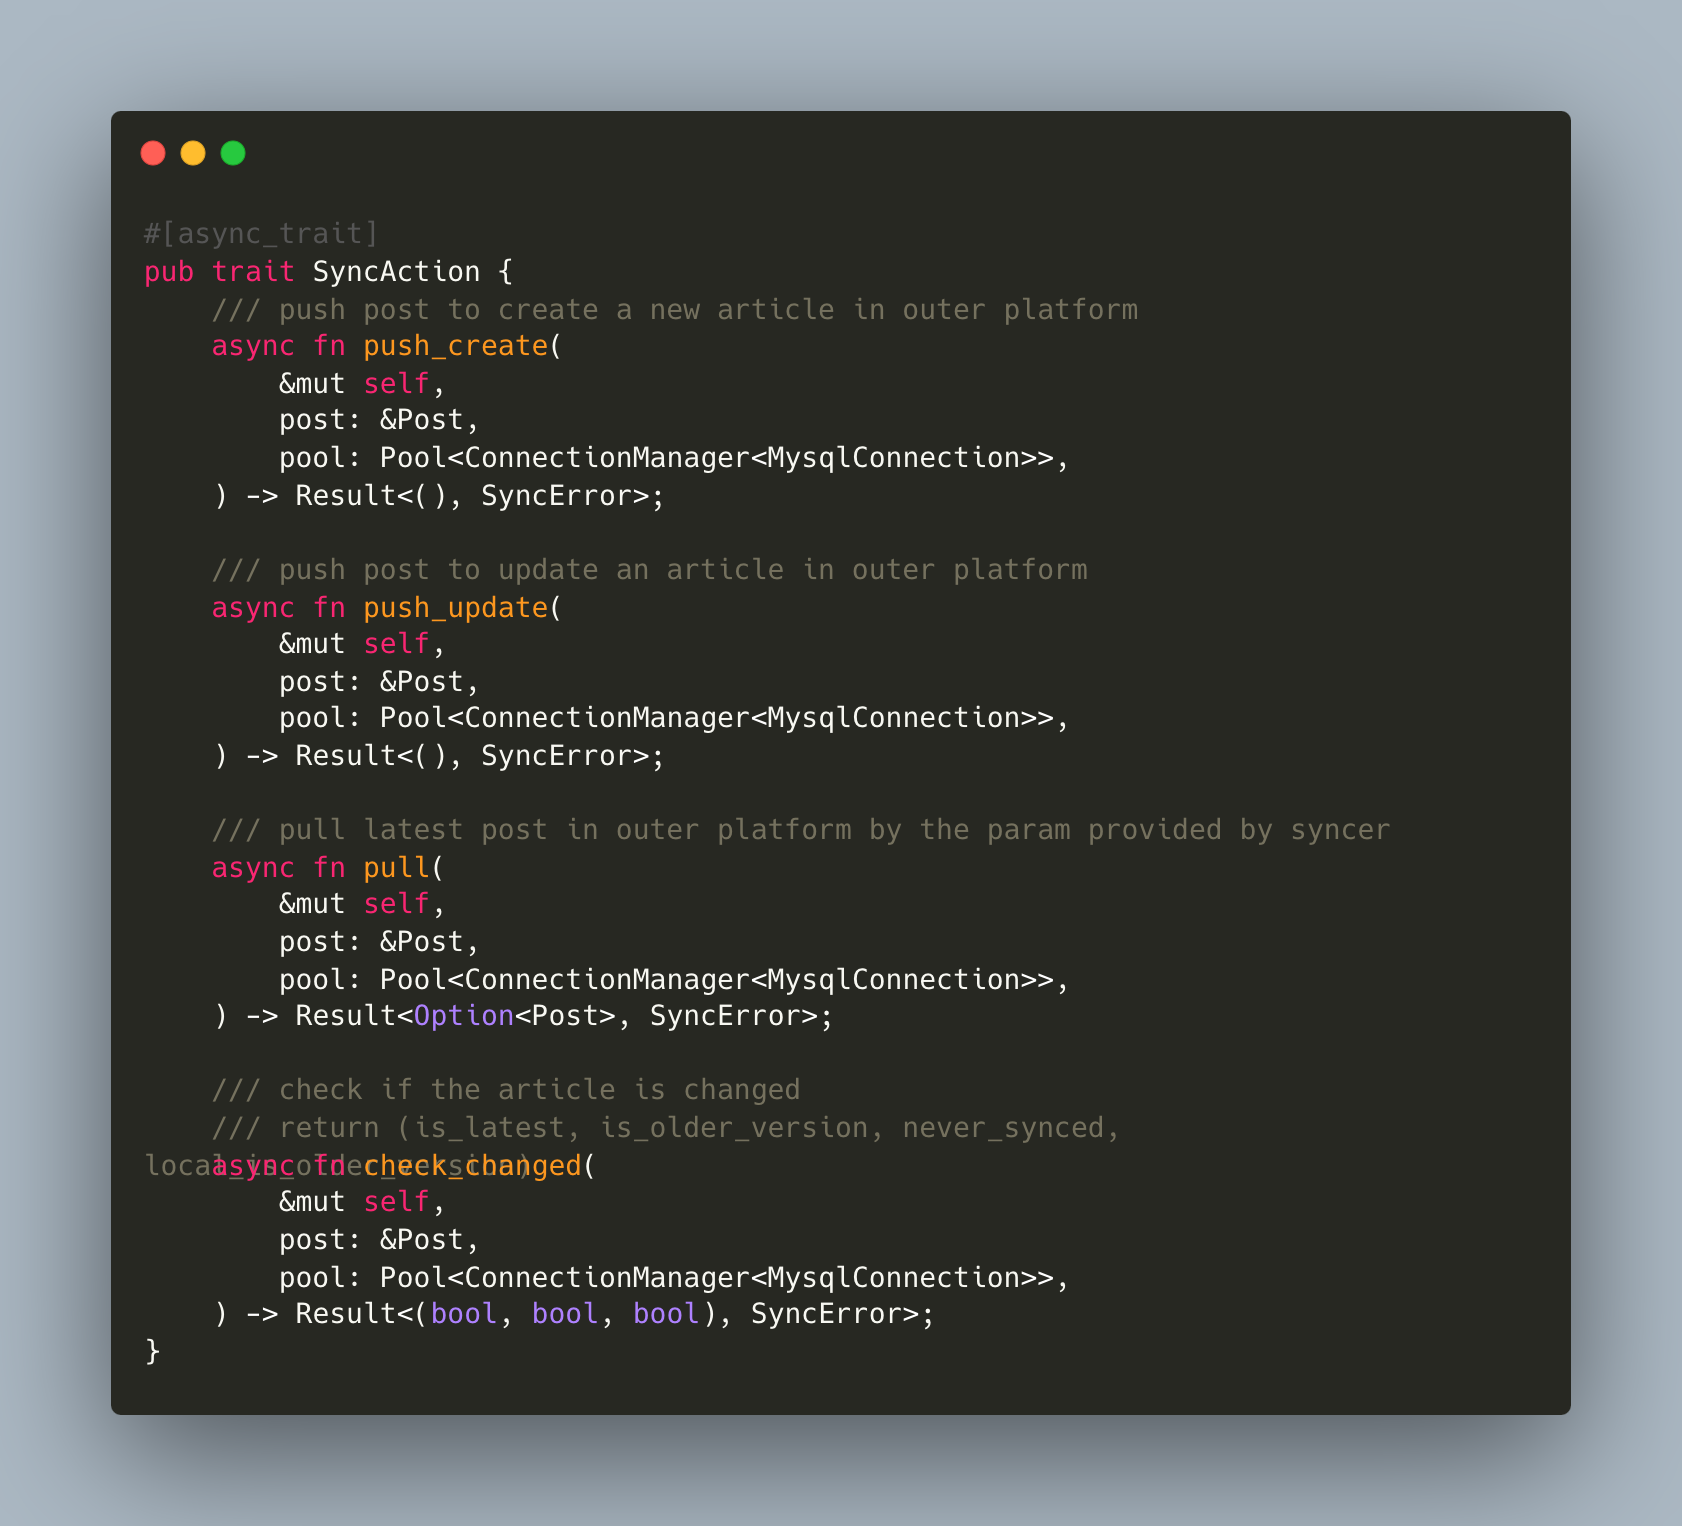 #[async_trait]
pub trait SyncAction {
    /// push post to create a new article in outer platform
    async fn push_create(
        &mut self,
        post: &Post,
        pool: Pool<ConnectionManager<MysqlConnection>>,
    ) -> Result<(), SyncError>;

    /// push post to update an article in outer platform
    async fn push_update(
        &mut self,
        post: &Post,
        pool: Pool<ConnectionManager<MysqlConnection>>,
    ) -> Result<(), SyncError>;

    /// pull latest post in outer platform by the param provided by syncer
    async fn pull(
        &mut self,
        post: &Post,
        pool: Pool<ConnectionManager<MysqlConnection>>,
    ) -> Result<Option<Post>, SyncError>;

    /// check if the article is changed
    /// return (is_latest, is_older_version, never_synced,
local_is_older_version)
    async fn check_changed(
        &mut self,
        post: &Post,
        pool: Pool<ConnectionManager<MysqlConnection>>,
    ) -> Result<(bool, bool, bool), SyncError>;
}